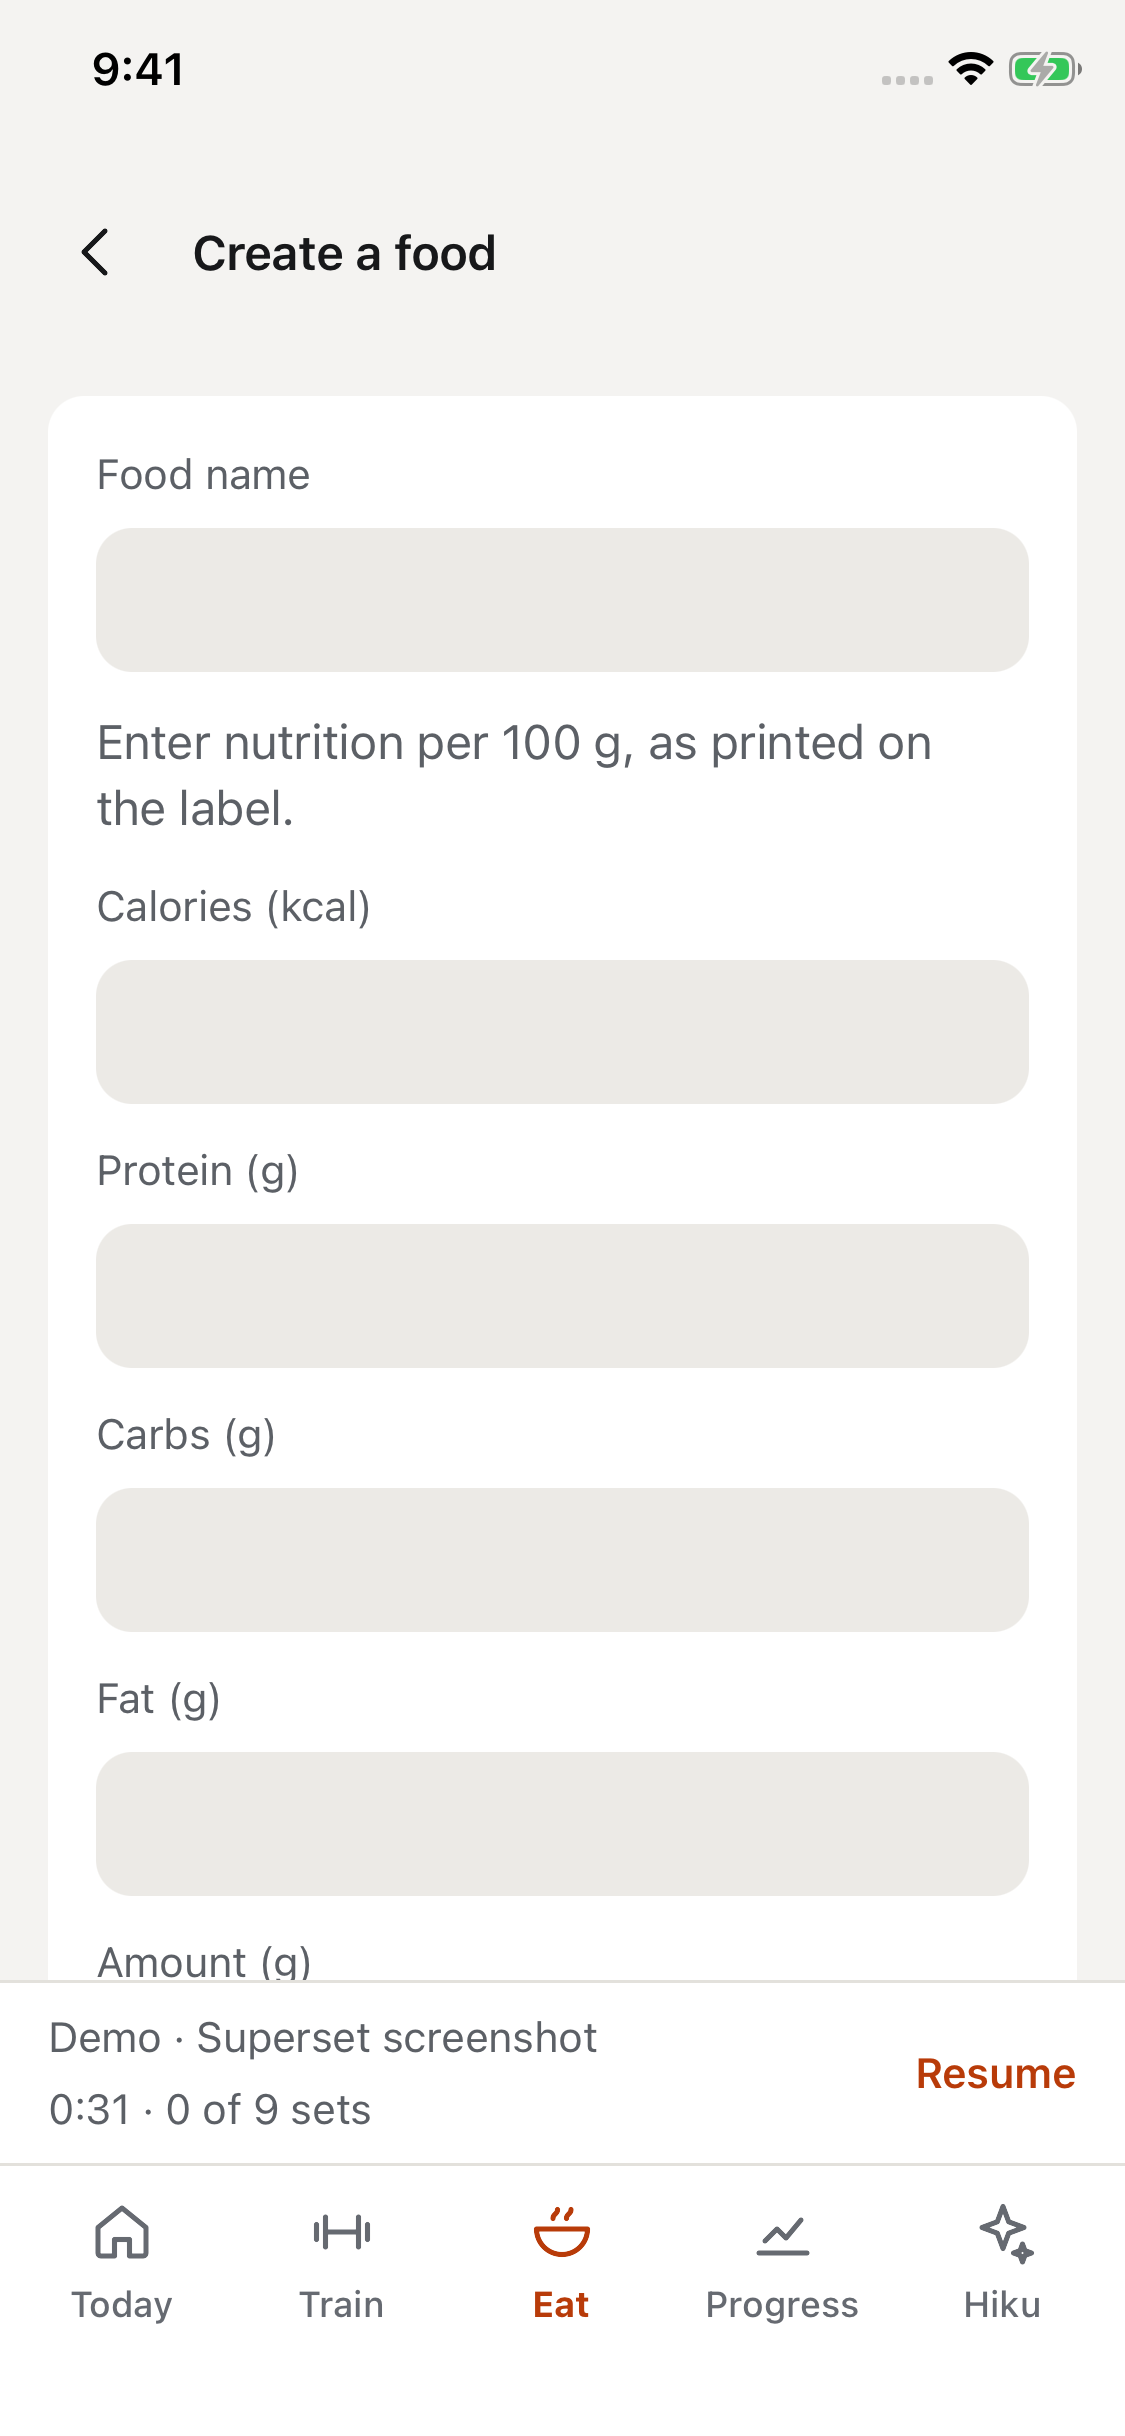 9:41
Create a food
Food name
Enter nutrition per 100 g, as printed on
the label.
Calories (kcal)
Protein (g)
Carbs (g)
Fat (g)
Amount (g)
Demo · Superset screenshot
0:31 · 0 of 9 sets
Resume
Today
Train
Eat
Progress
Hiku